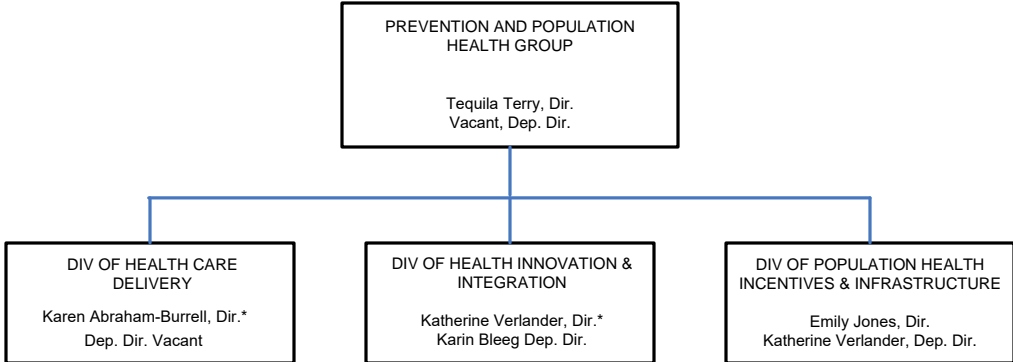 PREVENTION AND POPULATION
HEALTH GROUP
Tequila Terry, Dir.
Vacant, Dep. Dir.
DIV OF HEALTH CARE
DELIVERY
Karen Abraham-Burrell, Dir.*
Dep. Dir. Vacant
DIV OF HEALTH INNOVATION &
INTEGRATION
Katherine Verlander, Dir.*
Karin Bleeg Dep. Dir.
DIV OF POPULATION HEALTH
INCENTIVES & INFRASTRUCTURE
Emily Jones, Dir.
Katherine Verlander, Dep. Dir.